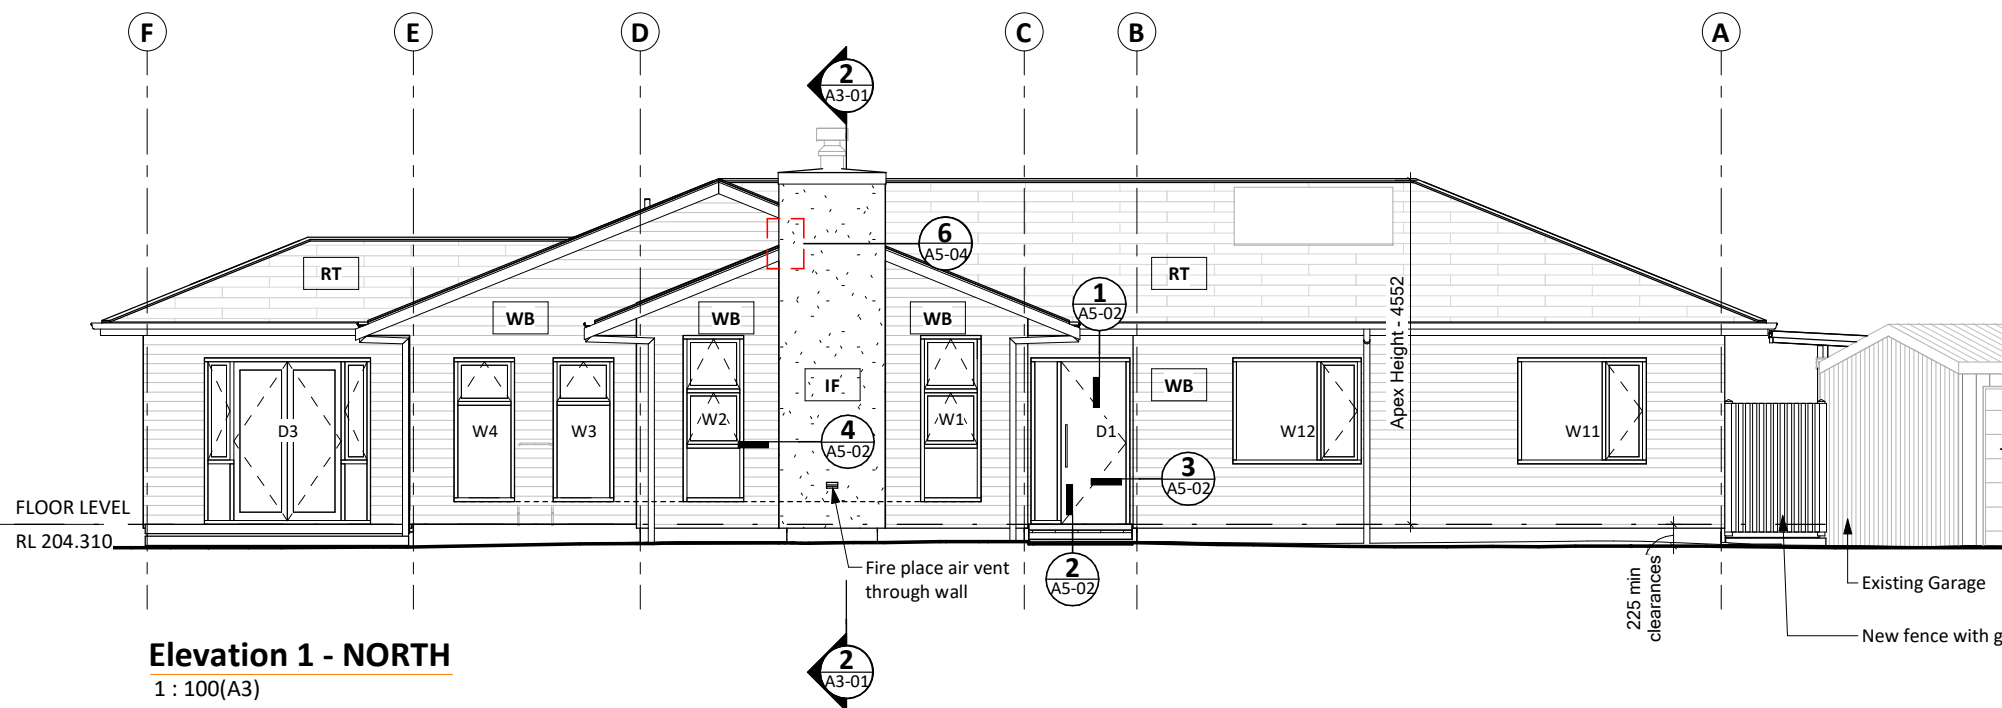 F
E
D
C
B
A
2
A3-01
6
A5-04
RT
RT
1
A5-02
WB
WB
WB
Apex Height - 4552
IF
WB
D3
W4
W3
W2
W1
D1
W12
W11
4
A5-02
3
A5-02
FLOOR LEVEL
RL 204.310
Fire place air vent
through wall
2
A5-02
225 min
clearances
Existing Garage
New fence with g
Elevation 1 - NORTH
1 : 100(A3)
2
A3-01